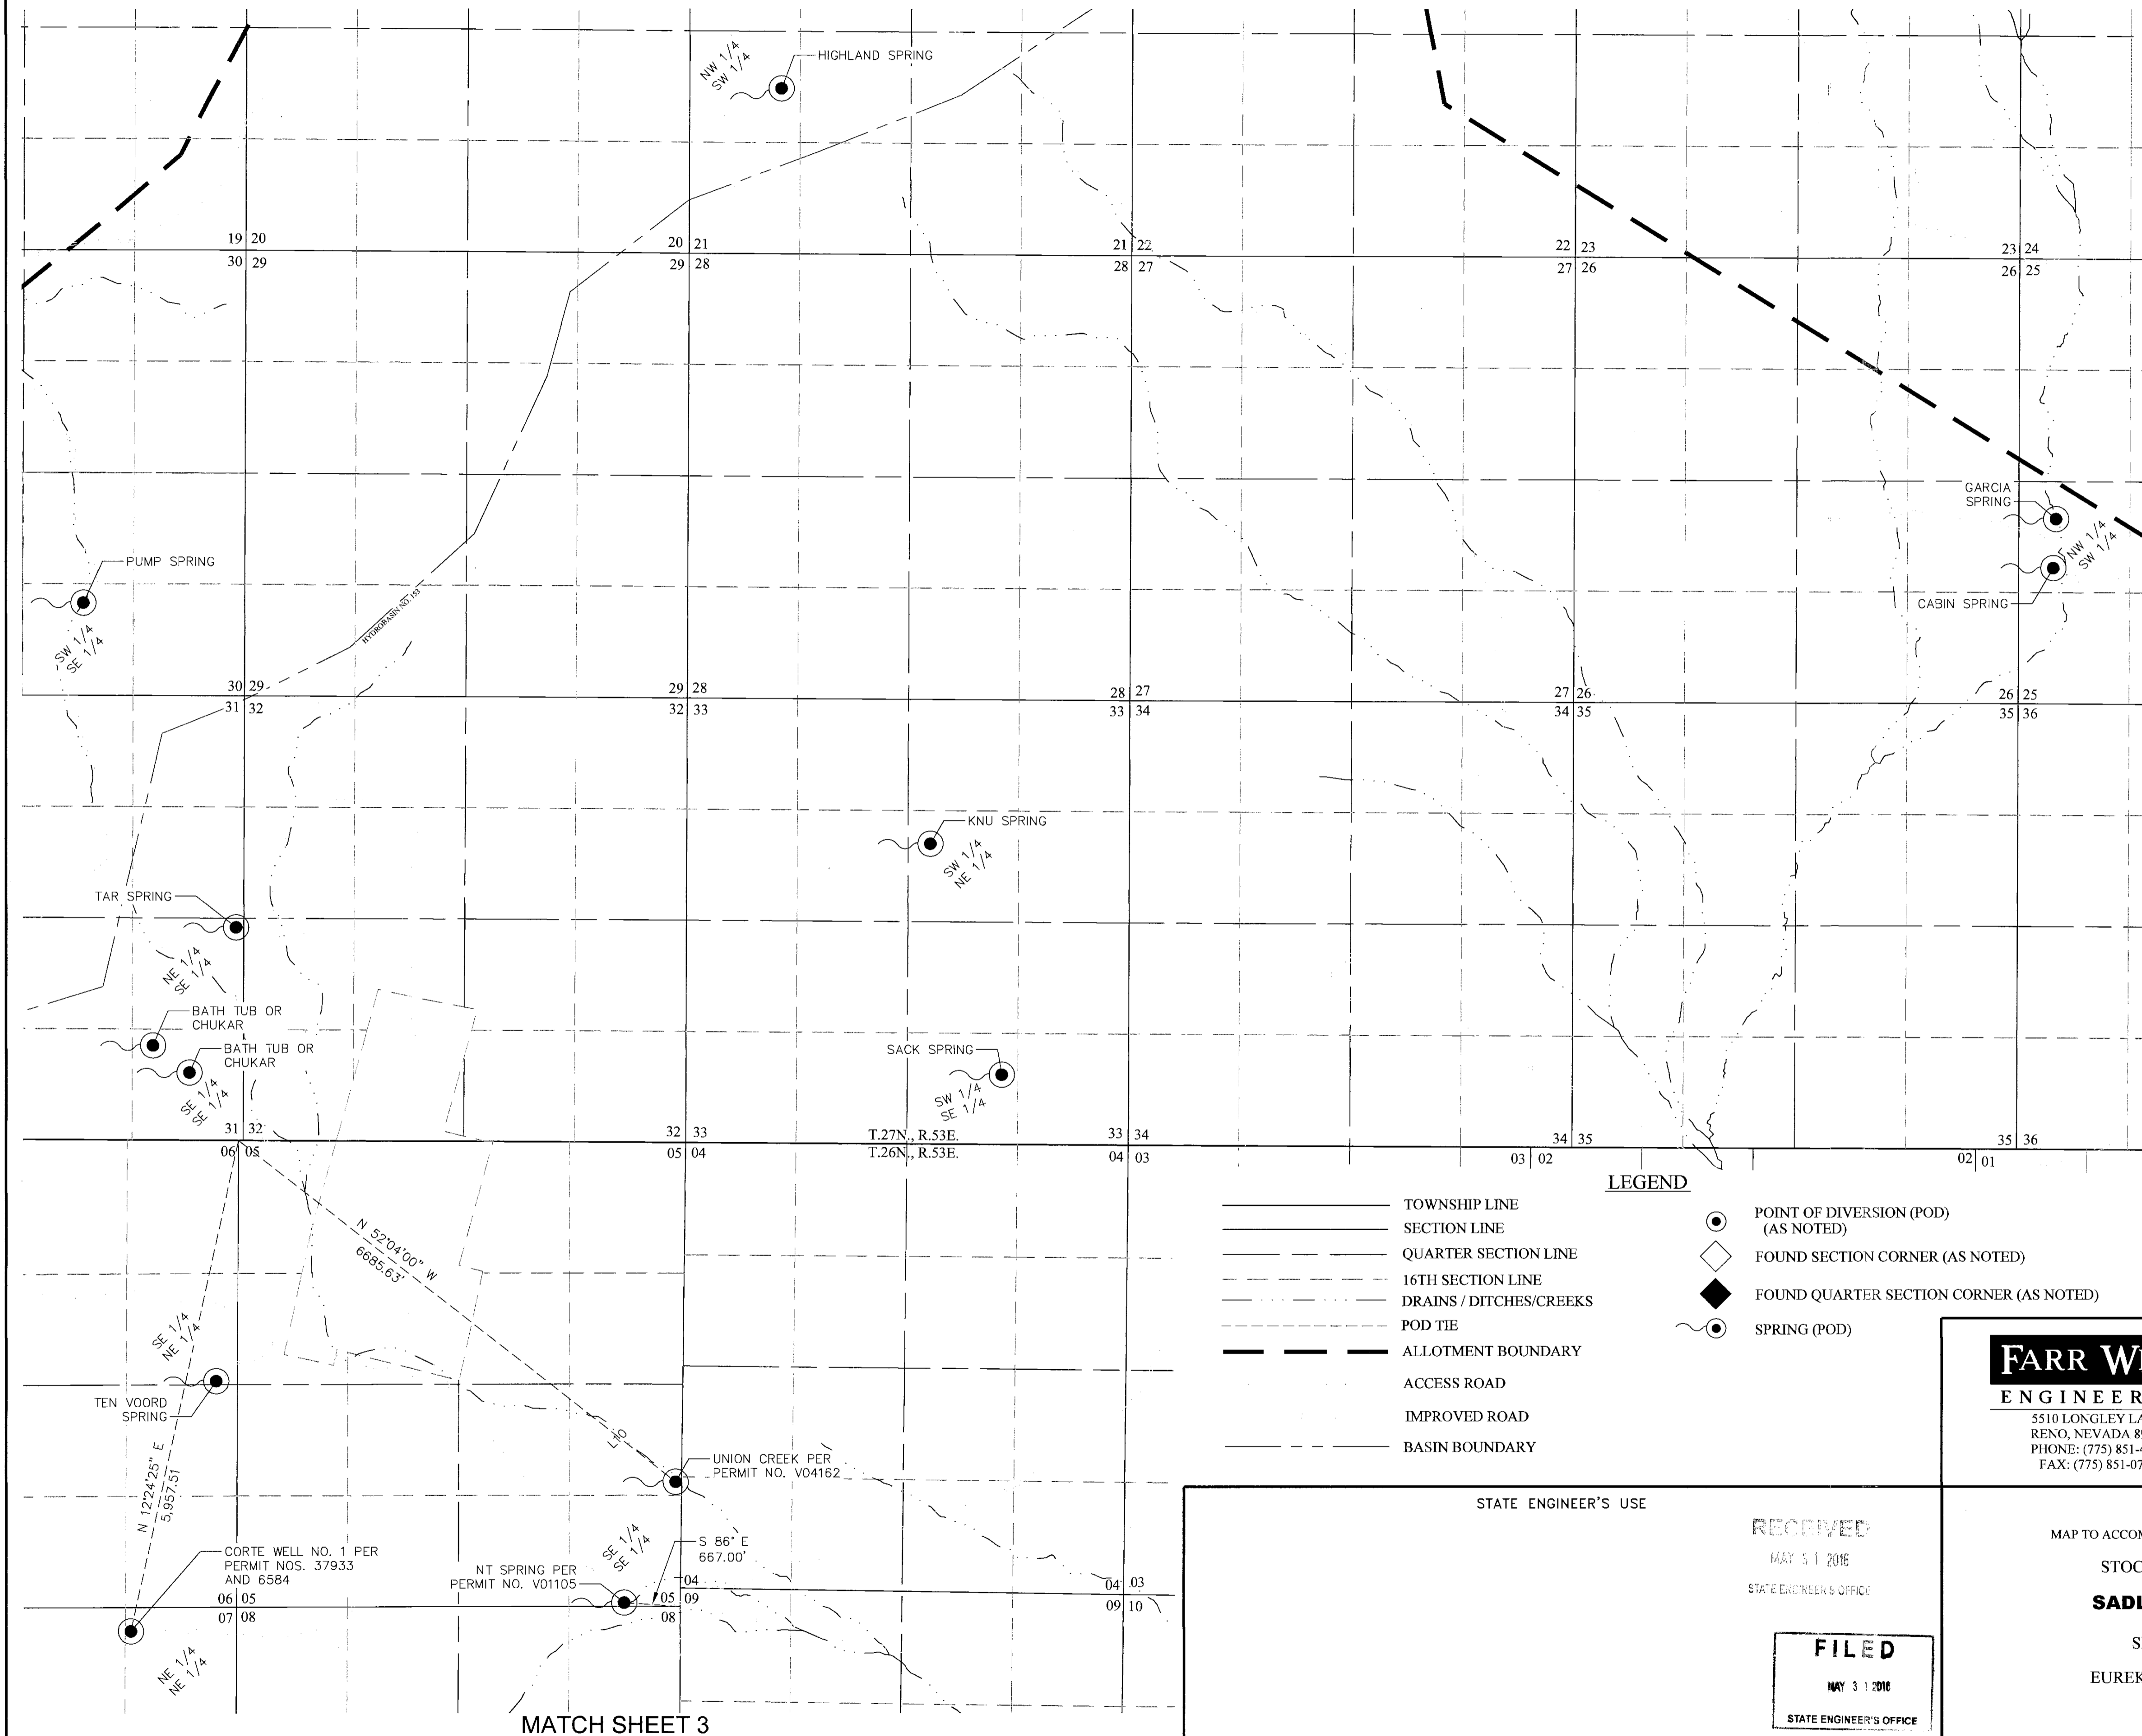 HIGHLAND SPRING
NW 1/4
SW 1/4
19 20
30 29
20 21
29 28
21 22
28 27
22 23
27 26
23 24
26 25
GARCIA
SPRING
NW 1/4
SW 1/4
CABIN SPRING
PUMP SPRING
SW 1/4
SE 1/4
HYDROBASIN NO. 153
30 29
31 32
29 28
32 33
28 27
33 34
27 26
34 35
26 25
35 36
KNU SPRING
SW 1/4
NE 1/4
TAR SPRING
NE 1/4
SE 1/4
BATH TUB OR
CHUKAR
BATH TUB OR
CHUKAR
SE 1/4
SE 1/4
SACK SPRING
SW 1/4
SE 1/4
31 32
06 05
32 33
05 04
T.27N., R.53E.
T.26N., R.53E.
33 34
04 03
34 35
03 02
35 36
02 01
N 52°04'00" W
6685.63'
SE 1/4
NE 1/4
TEN VOORD
SPRING
N 12°24'25" E
5,957.51
L10
UNION CREEK PER
PERMIT NO. V04162
SE 1/4
SE 1/4
S 86° E
667.00'
NT SPRING PER
PERMIT NO. V01105
CORTE WELL NO. 1 PER
PERMIT NOS. 37933
AND 6584
06 05
07 08
04
05 09
08
04 03
09 10
NE 1/4
NE 1/4
MATCH SHEET 3
LEGEND
TOWNSHIP LINE
SECTION LINE
QUARTER SECTION LINE
16TH SECTION LINE
DRAINS / DITCHES/CREEKS
POD TIE
ALLOTMENT BOUNDARY
ACCESS ROAD
IMPROVED ROAD
BASIN BOUNDARY
POINT OF DIVERSION (POD)
(AS NOTED)
FOUND SECTION CORNER (AS NOTED)
FOUND QUARTER SECTION CORNER (AS NOTED)
SPRING (POD)
FARR W
ENGINEER
5510 LONGLEY LA
RENO, NEVADA 8
PHONE: (775) 851-
FAX: (775) 851-07
STATE ENGINEER'S USE
RECEIVED
MAY 31 2016
STATE ENGINEER'S OFFICE
FILED
MAY 31 2016
STATE ENGINEER'S OFFICE
MAP TO ACCOM
STOC
SADL
S
EUREK